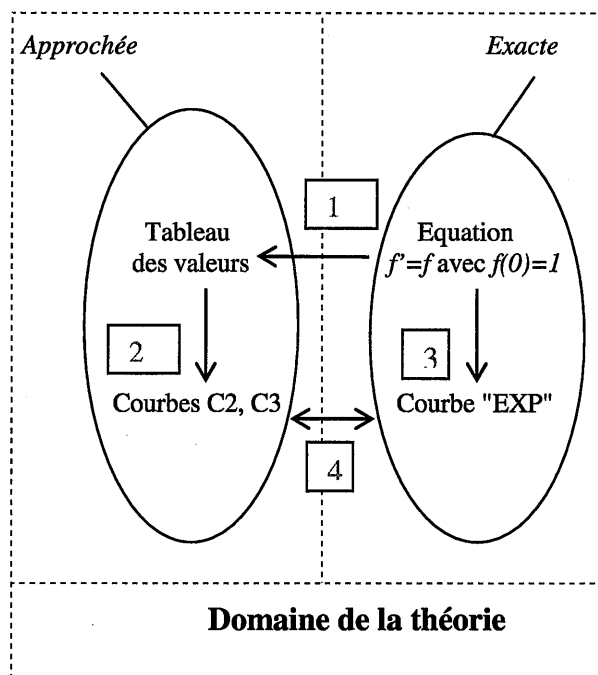 Approchée
Exacte
1
Tableau
des valeurs
Equation
f'=f avec f(0)=1
2
3
Courbes C2, C3
Courbe "EXP"
4
Domaine de la théorie